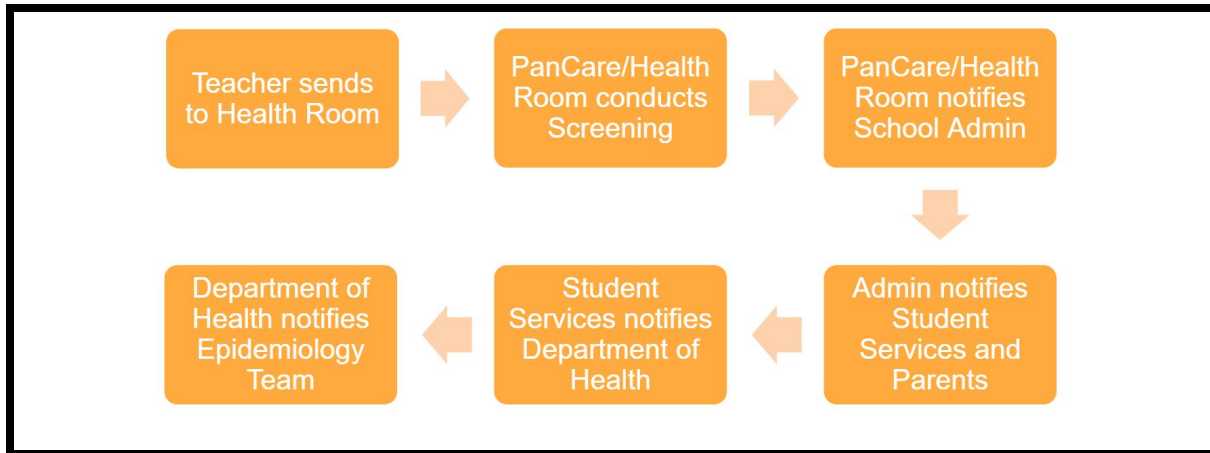 Teacher sends
to Health Room
PanCare/Health
Room conducts
Screening
PanCare/Health
Room notifies
School Admin
Admin notifies
Student
Services and
Parents
Student
Services notifies
Department of
Health
Department of
Health notifies
Epidemiology
Team